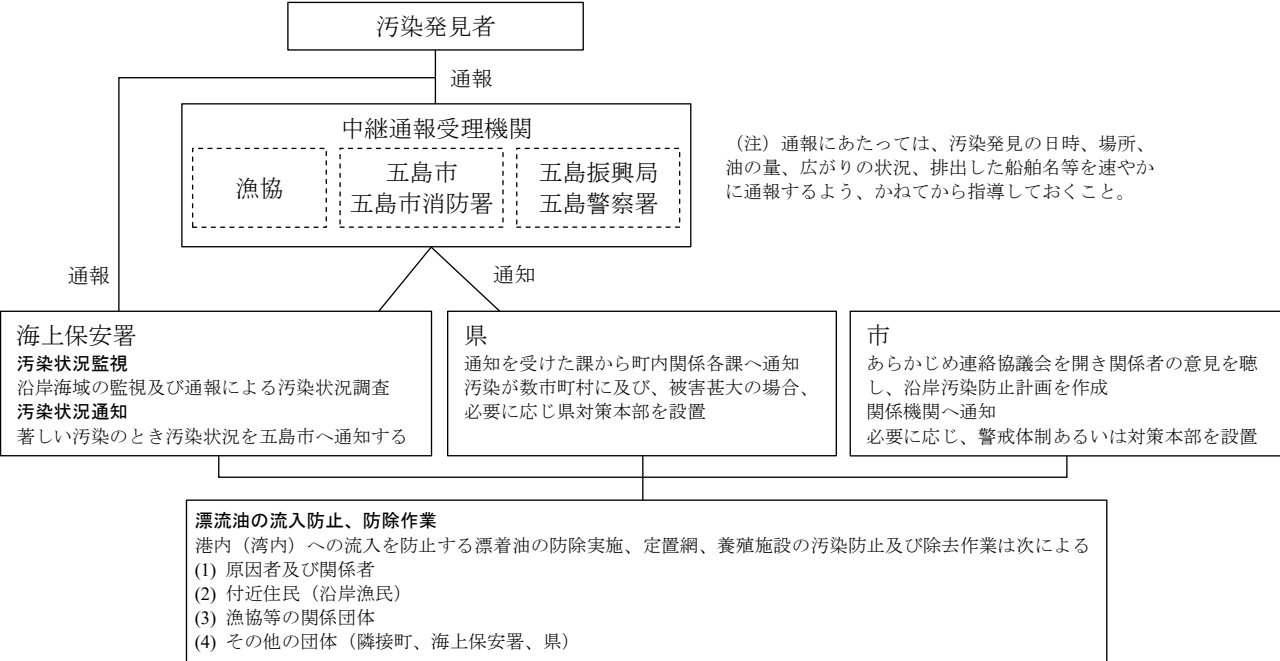 汚染発見者
通報
中継通報受理機関
漁協
五島市
五島市消防署
五島振興局
五島警察署
（注）通報にあたっては、汚染発見の日時、場所、
油の量、広がりの状況、排出した船舶名等を速やか
に通報するよう、かねてから指導しておくこと。
通報
通知
海上保安署
汚染状況監視
沿岸海域の監視及び通報による汚染状況調査
汚染状況通知
著しい汚染のとき汚染状況を五島市へ通知する
県
通知を受けた課から町内関係各課へ通知
汚染が数市町村に及び、被害甚大の場合、
必要に応じ県対策本部を設置
市
あらかじめ連絡協議会を開き関係者の意見を聴
し、沿岸汚染防止計画を作成
関係機関へ通知
必要に応じ、警戒体制あるいは対策本部を設置
漂流油の流入防止、防除作業
港内（湾内）への流入を防止する漂着油の防除実施、定置網、養殖施設の汚染防止及び除去作業は次による
(1) 原因者及び関係者
(2) 付近住民（沿岸漁民）
(3) 漁協等の関係団体
(4) その他の団体（隣接町、海上保安署、県）